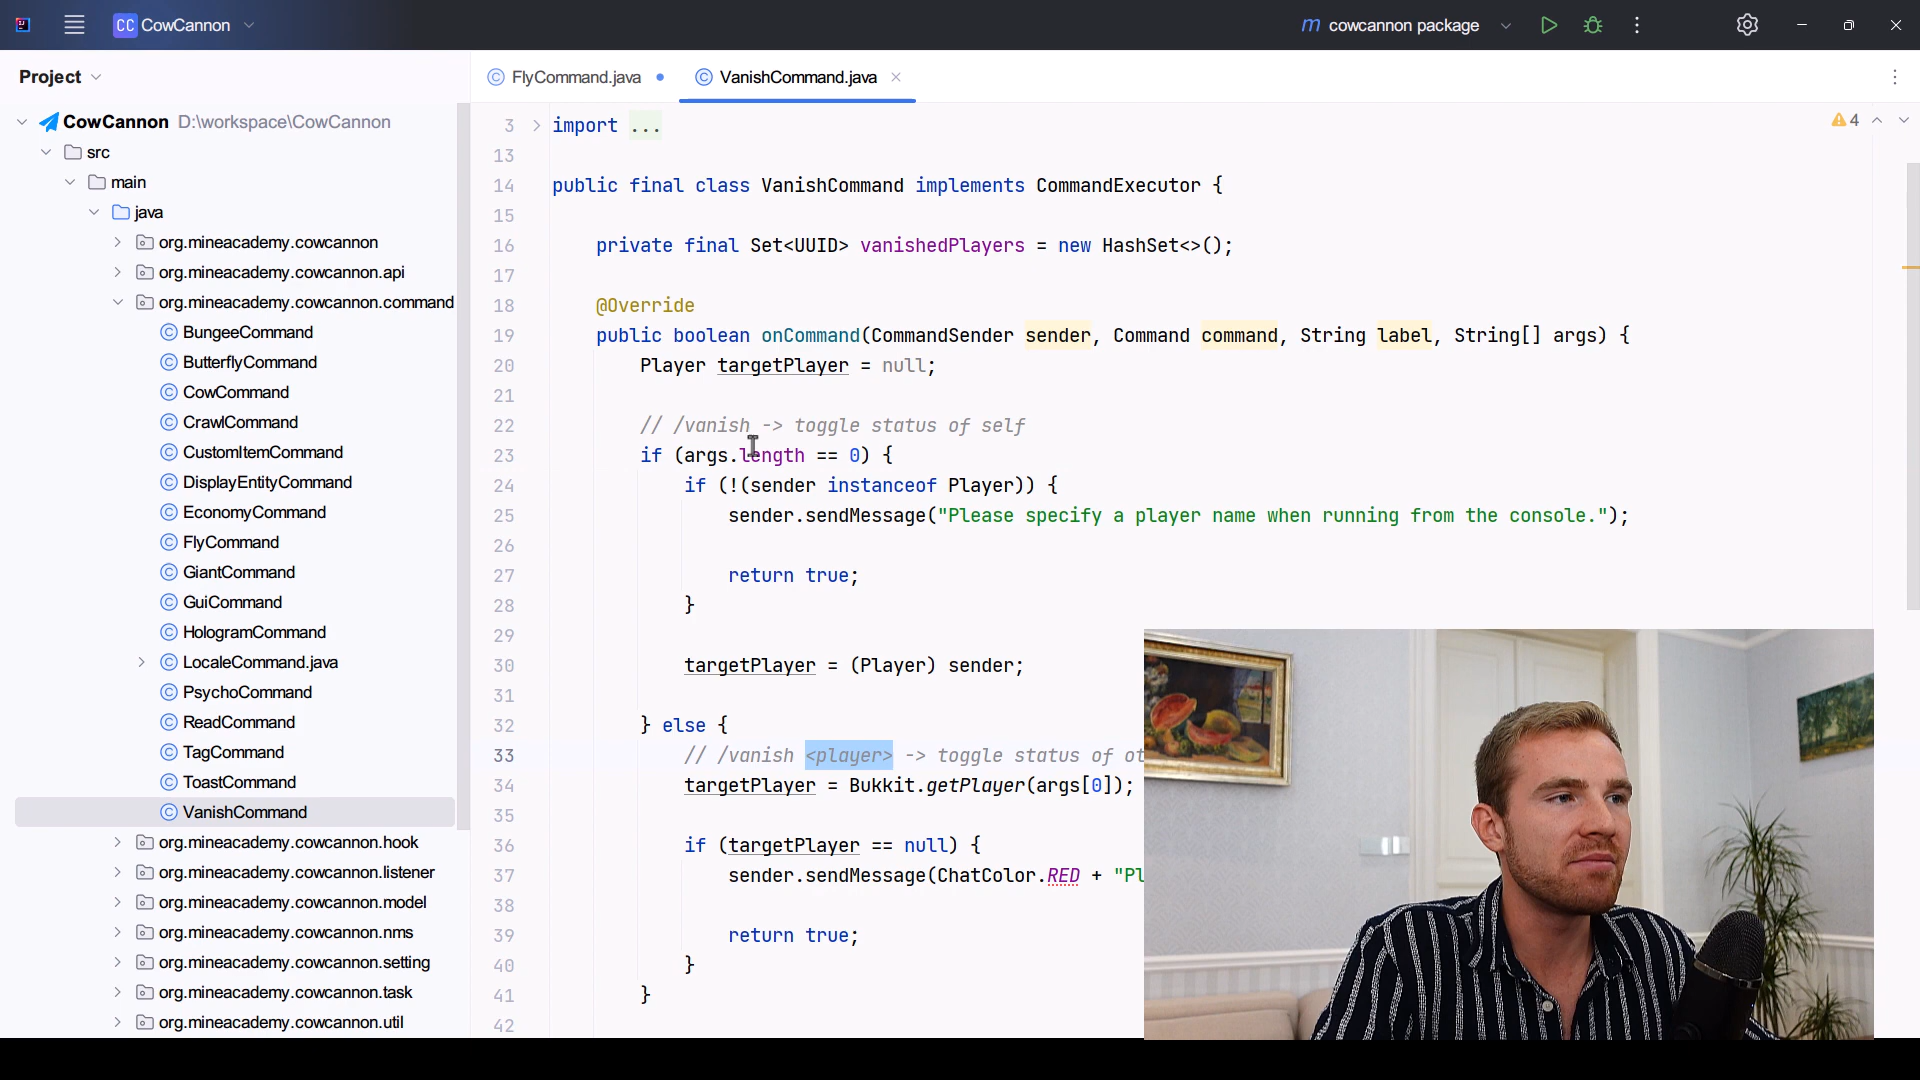 CC CowCannon
m cowcannon package
Project
FlyCommand.java
VanishCommand.java
CowCannon D:\workspace\CowCannon
src
main
java
org.mineacademy.cowcannon
org.mineacademy.cowcannon.api
org.mineacademy.cowcannon.command
BungeeCommand
ButterflyCommand
CowCommand
CrawlCommand
CustomItemCommand
DisplayEntityCommand
EconomyCommand
FlyCommand
GiantCommand
GuiCommand
HologramCommand
LocaleCommand.java
PsychoCommand
ReadCommand
TagCommand
ToastCommand
VanishCommand
org.mineacademy.cowcannon.hook
org.mineacademy.cowcannon.listener
org.mineacademy.cowcannon.model
org.mineacademy.cowcannon.nms
org.mineacademy.cowcannon.setting
org.mineacademy.cowcannon.task
org.mineacademy.cowcannon.util
4
3 import ...
13
14 public final class VanishCommand implements CommandExecutor {
15
16 private final Set<UUID> vanishedPlayers = new HashSet<>();
17
18 @Override
19 public boolean onCommand(CommandSender sender, Command command, String label, String[] args) {
20 Player targetPlayer = null;
21
22 // /vanish -> toggle status of self
23 if (args.length == 0) {
24 if (!(sender instanceof Player)) {
25 sender.sendMessage("Please specify a player name when running from the console.");
26
27 return true;
28 }
29
30 targetPlayer = (Player) sender;
31
32 } else {
33 // /vanish <player> -> toggle status of ot
34 targetPlayer = Bukkit.getPlayer(args[0]);
35
36 if (targetPlayer == null) {
37 sender.sendMessage(ChatColor.RED + "Pl
38
39 return true;
40 }
41 }
42